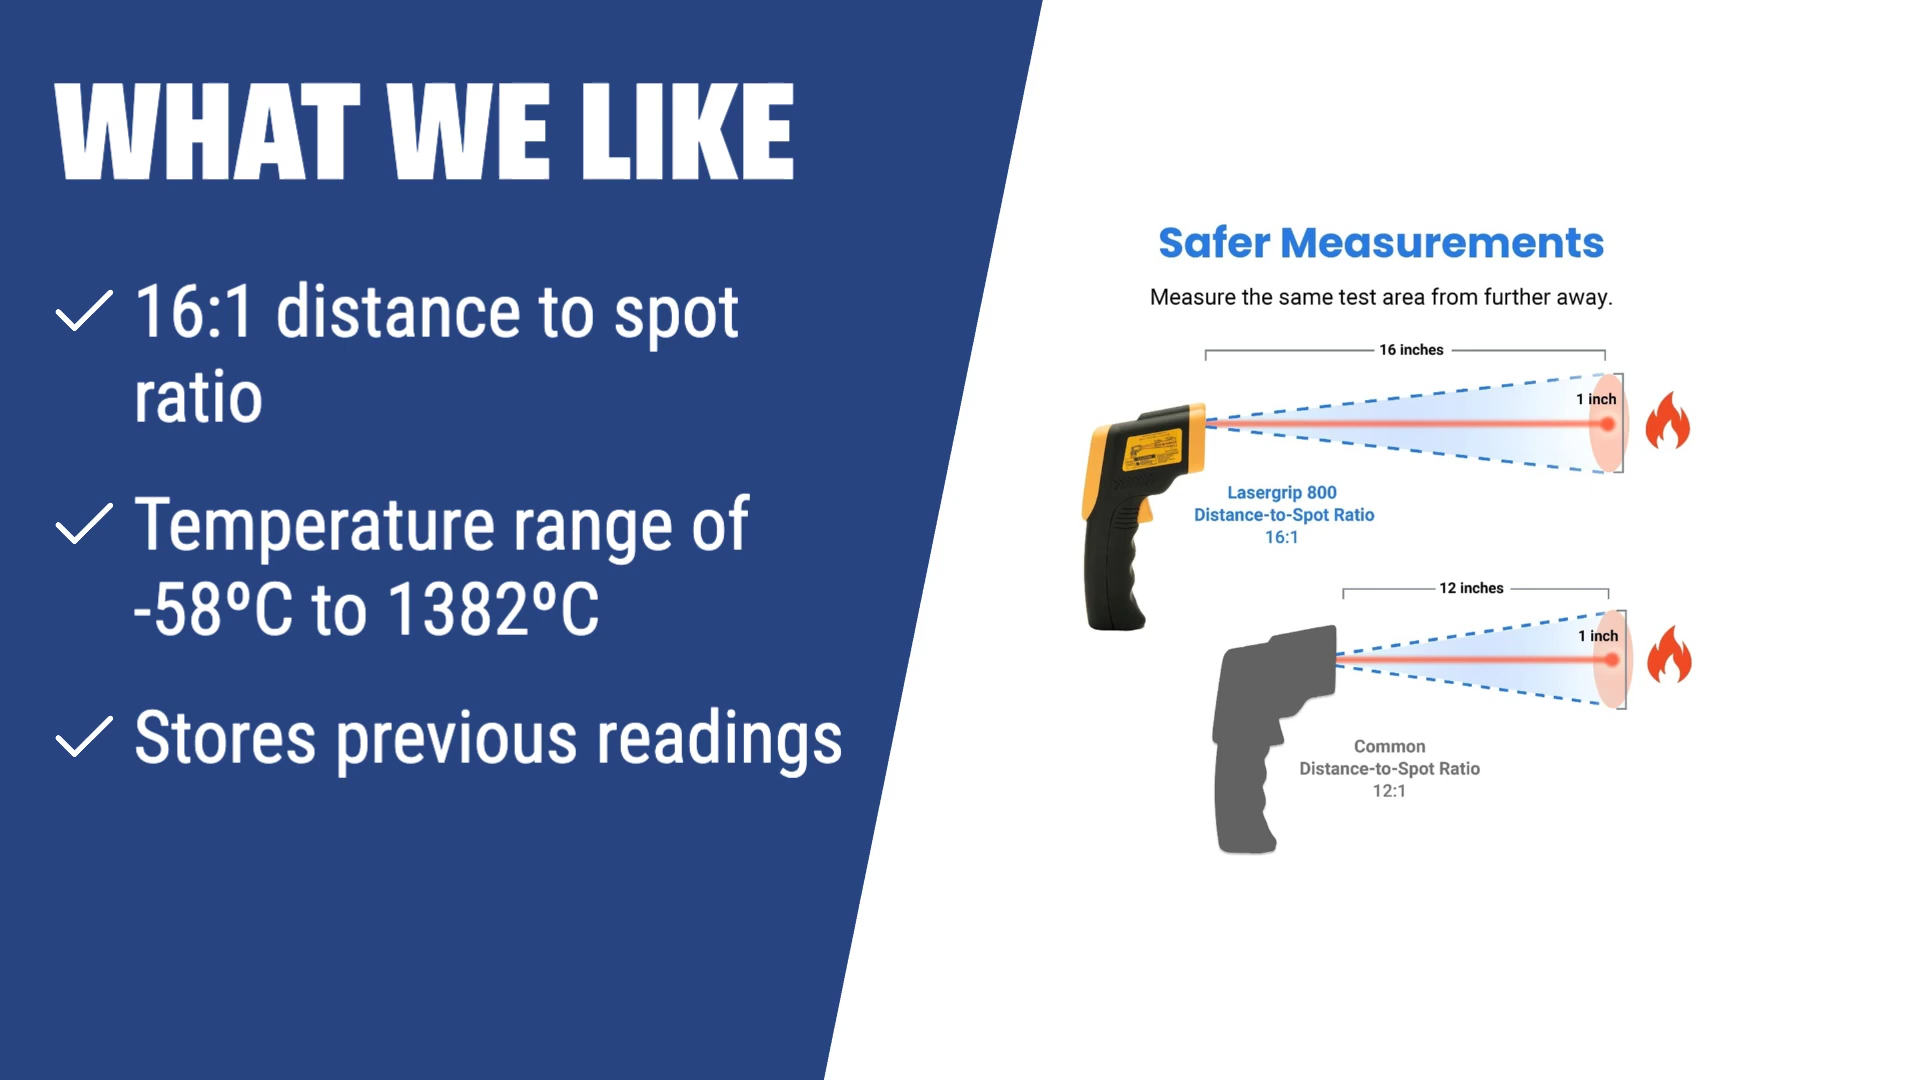 WHAT WE LIKE
16:1 distance to spot
ratio
Temperature range of
-58ºC to 1382ºC
Stores previous readings
Safer Measurements
Measure the same test area from further away.
16 inches
1 inch
Lasergrip 800
Distance-to-Spot Ratio
16:1
12 inches
1 inch
Common
Distance-to-Spot Ratio
12:1